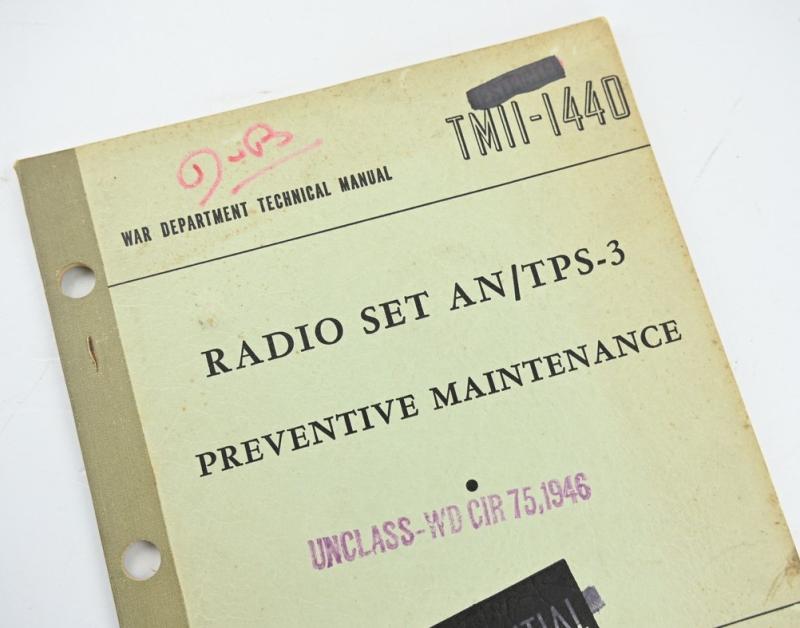 TM11-1440
WAR DEPARTMENT TECHNICAL MANUAL
RADIO SET AN/TPS-3
PREVENTIVE MAINTENANCE
UNCLASS-WD CIR 75,1946